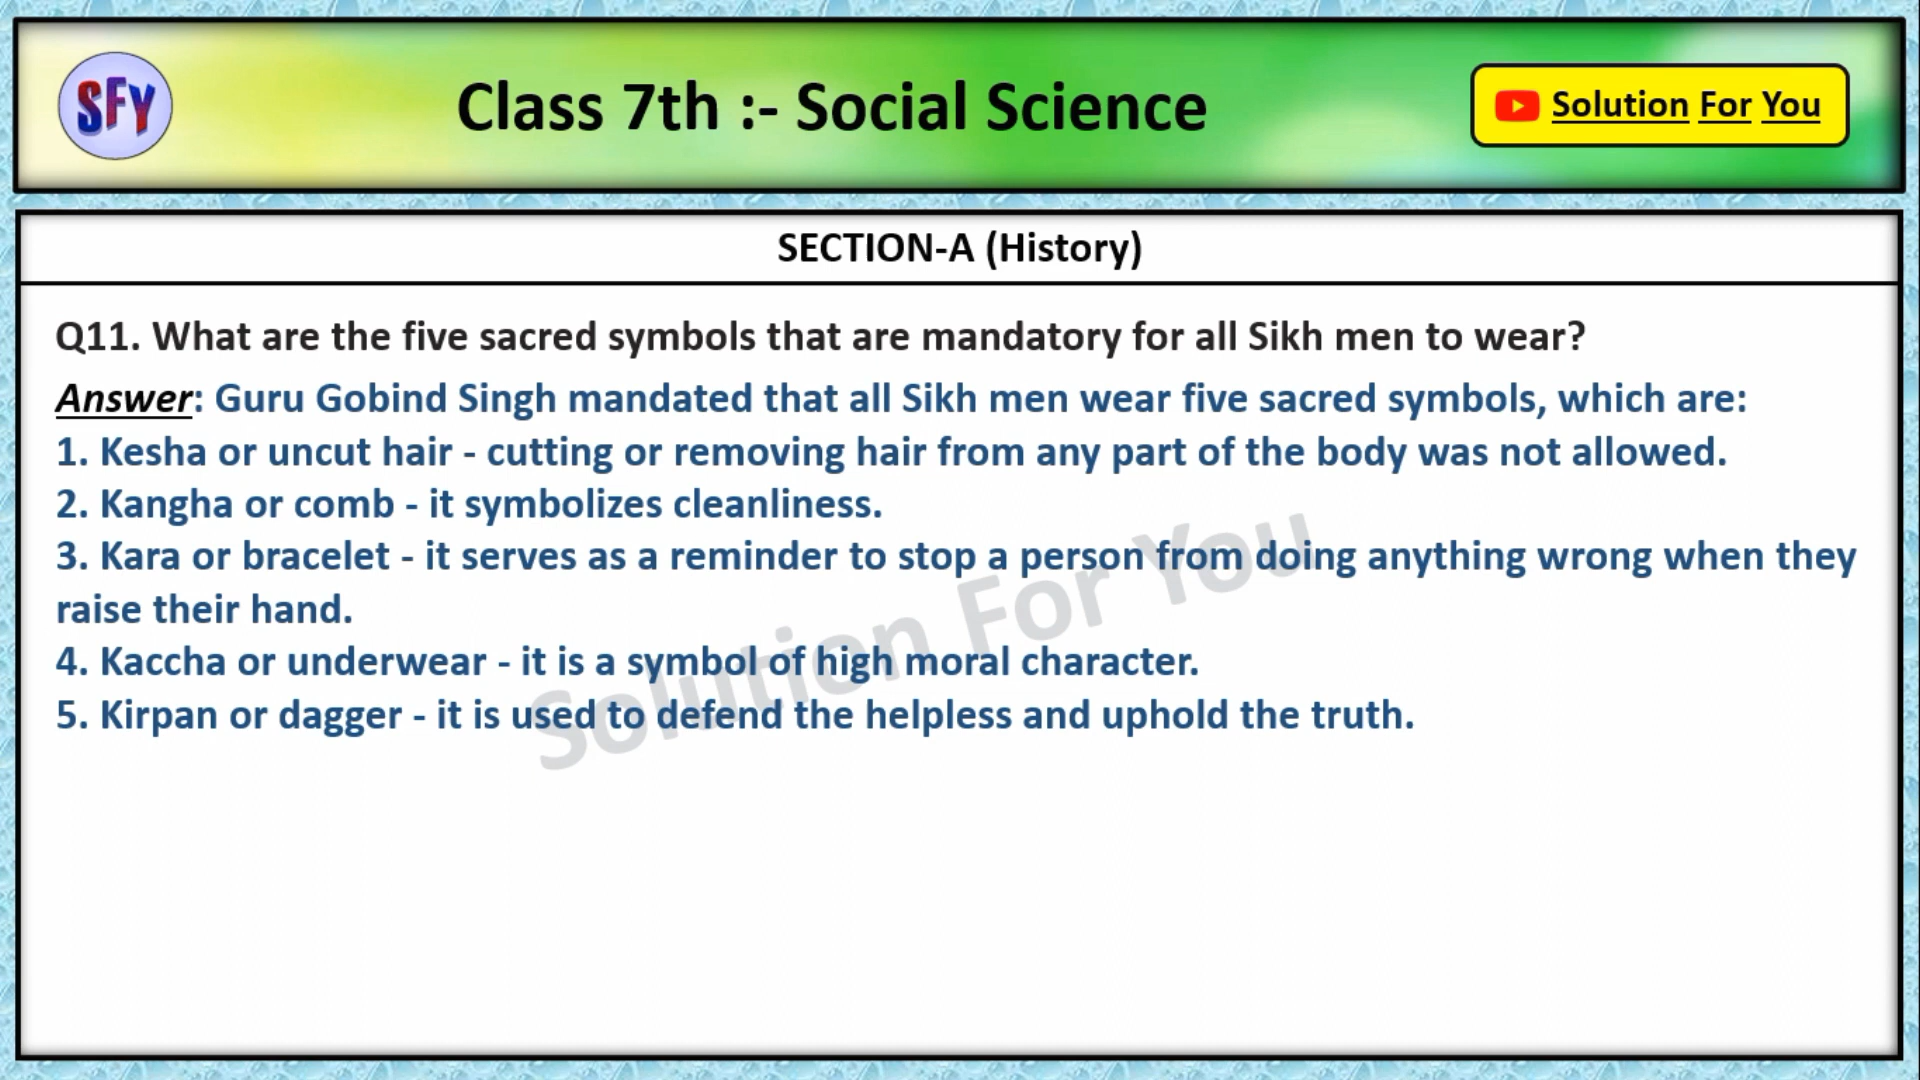 SFY
Class 7th :- Social Science
Solution For You
SECTION-A (History)
Q11. What are the five sacred symbols that are mandatory for all Sikh men to wear?
Answer: Guru Gobind Singh mandated that all Sikh men wear five sacred symbols, which are:
1. Kesha or uncut hair - cutting or removing hair from any part of the body was not allowed.
2. Kangha or comb - it symbolizes cleanliness.
3. Kara or bracelet - it serves as a reminder to stop a person from doing anything wrong when they
raise their hand.
4. Kaccha or underwear - it is a symbol of high moral character.
5. Kirpan or dagger - it is used to defend the helpless and uphold the truth.
Solution For You